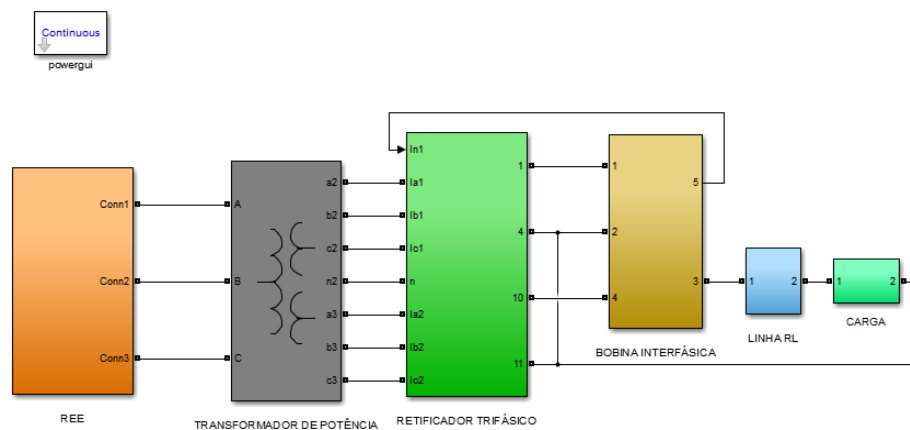 Continuous
powergui
In1
1
1
5
a2
Ia1
b2
Ib1
Conn1
A
4
2
c2
Ic1
Conn2
B
n2
n
3
1
2
1
2
a3
Ia2
10
4
b3
Ib2
CARGA
LINHA RL
Conn3
C
BOBINA INTERFÁSICA
11
c3
Ic2
REE
TRANSFORMADOR DE POTÊNCIA
RETIFICADOR TRIFÁSICO